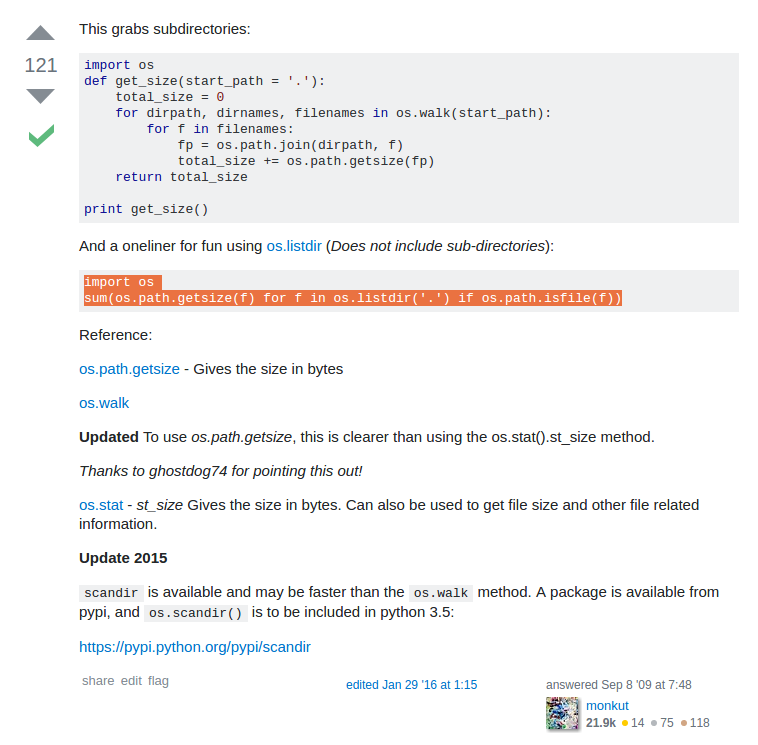 This grabs subdirectories:
121
import os
def get_size(start_path = '.'):
    total_size = 0
    for dirpath, dirnames, filenames in os.walk(start_path):
        for f in filenames:
            fp = os.path.join(dirpath, f)
            total_size += os.path.getsize(fp)
    return total_size
print get_size()
And a oneliner for fun using os.listdir (Does not include sub-directories):
import os
sum(os.path.getsize(f) for f in os.listdir('.') if os.path.isfile(f))
Reference:
os.path.getsize - Gives the size in bytes
os.walk
Updated To use os.path.getsize, this is clearer than using the os.stat().st_size method.
Thanks to ghostdog74 for pointing this out!
os.stat - st_size Gives the size in bytes. Can also be used to get file size and other file related
information.
Update 2015
scandir is available and may be faster than the os.walk method. A package is available from
pypi, and os.scandir() is to be included in python 3.5:
https://pypi.python.org/pypi/scandir
share edit flag
edited Jan 29 '16 at 1:15
answered Sep 8 '09 at 7:48
monkut
21.9k 14 75 118